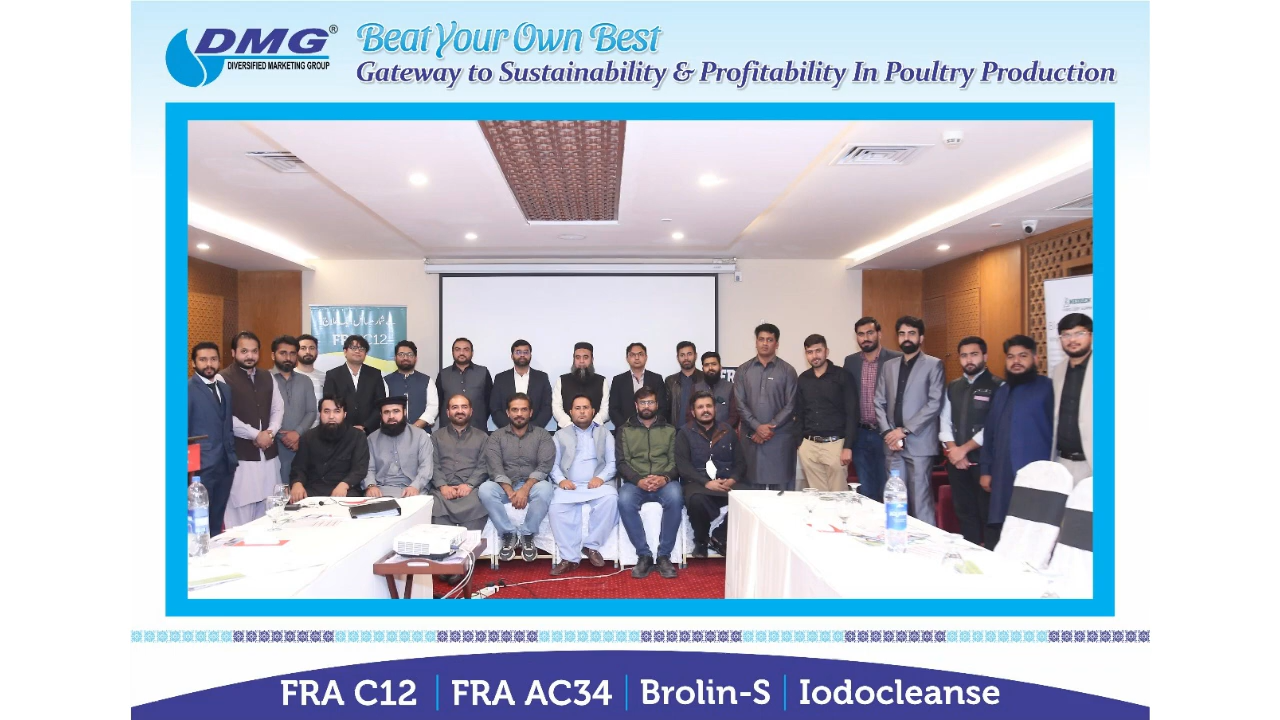 DMG®
DIVERSIFIED MARKETING GROUP
Beat Your Own Best
Gateway to Sustainability & Profitability In Poultry Production
FRA C12
FR
FRA C12 | FRA AC34 | Brolin-S | Iodocleanse